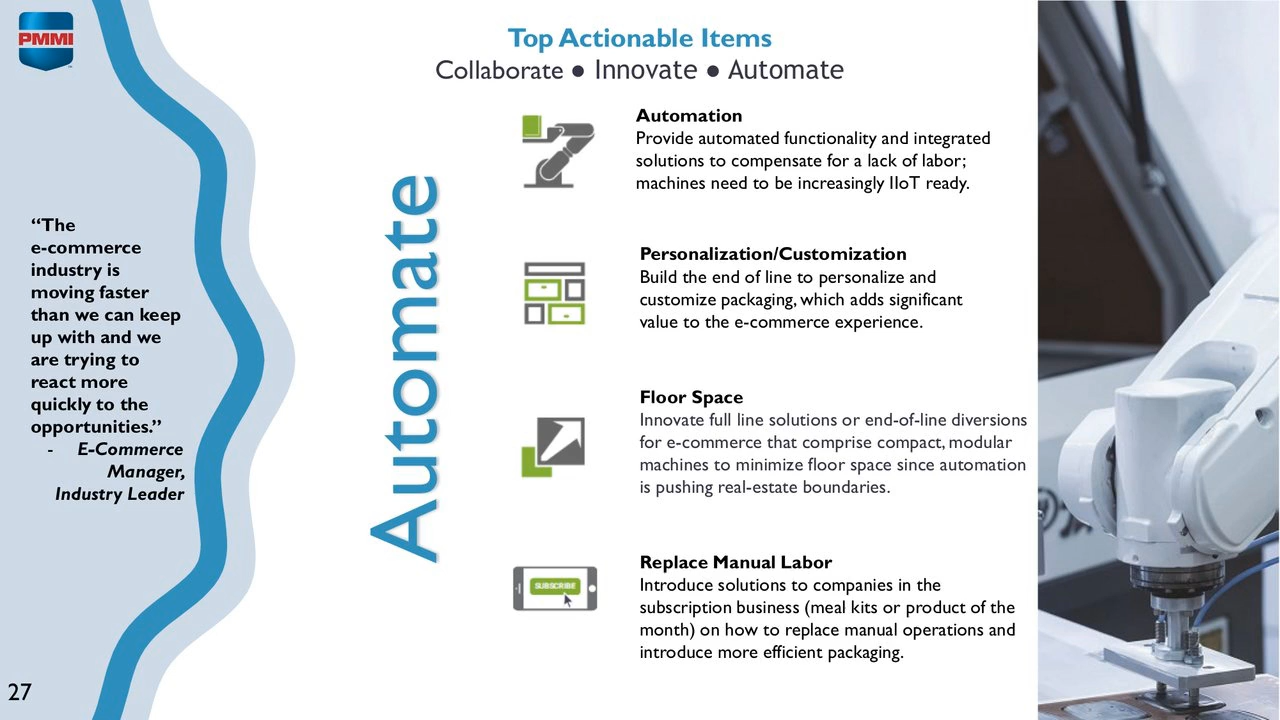 PMMI
Top Actionable Items
Collaborate ● Innovate ● Automate
“The
e-commerce
industry is
moving faster
than we can keep
up with and we
are trying to
react more
quickly to the
opportunities.”
- E-Commerce
Manager,
Industry Leader
Automate
Automation
Provide automated functionality and integrated
solutions to compensate for a lack of labor;
machines need to be increasingly IIoT ready.
Personalization/Customization
Build the end of line to personalize and
customize packaging, which adds significant
value to the e-commerce experience.
Floor Space
Innovate full line solutions or end-of-line diversions
for e-commerce that comprise compact, modular
machines to minimize floor space since automation
is pushing real-estate boundaries.
SUBSCRIBE
Replace Manual Labor
Introduce solutions to companies in the
subscription business (meal kits or product of the
month) on how to replace manual operations and
introduce more efficient packaging.
27